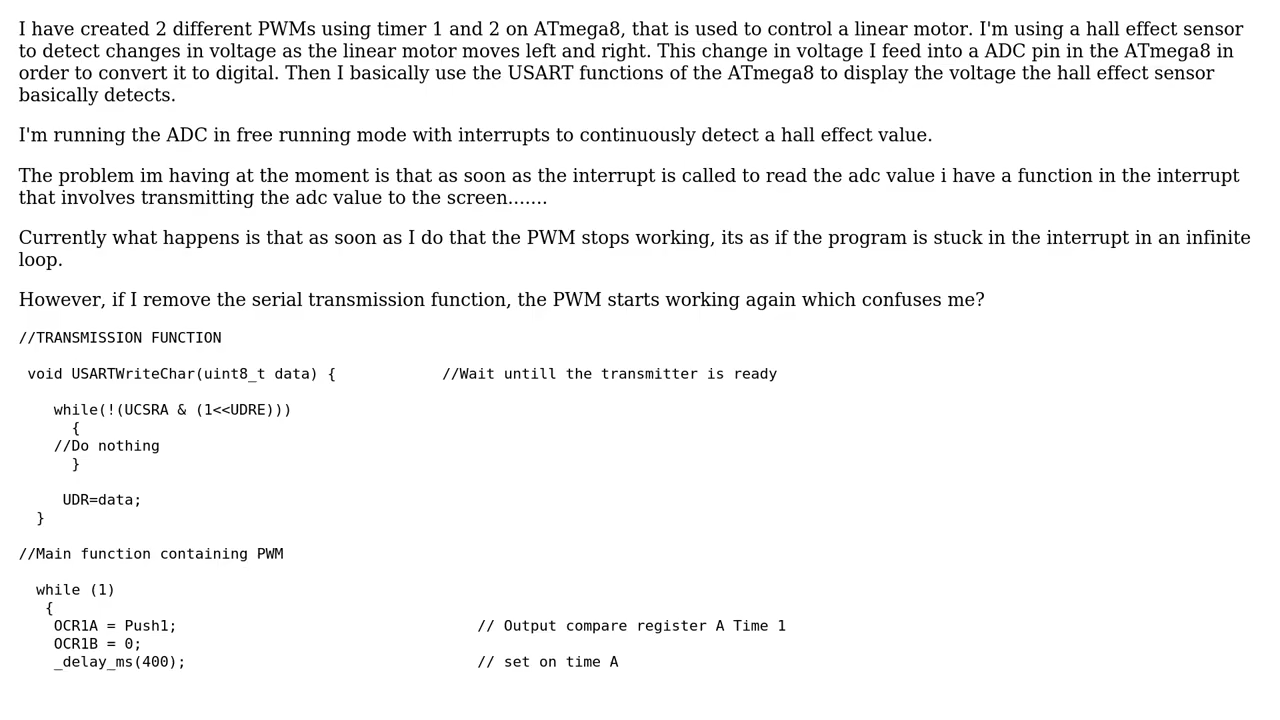 I have created 2 different PWMs using timer 1 and 2 on ATmega8, that is used to control a linear motor. I'm using a hall effect sensor
to detect changes in voltage as the linear motor moves left and right. This change in voltage I feed into a ADC pin in the ATmega8 in
order to convert it to digital. Then I basically use the USART functions of the ATmega8 to display the voltage the hall effect sensor
basically detects.
I'm running the ADC in free running mode with interrupts to continuously detect a hall effect value.
The problem im having at the moment is that as soon as the interrupt is called to read the adc value i have a function in the interrupt
that involves transmitting the adc value to the screen.......
Currently what happens is that as soon as I do that the PWM stops working, its as if the program is stuck in the interrupt in an infinite
loop.
However, if I remove the serial transmission function, the PWM starts working again which confuses me?
//TRANSMISSION FUNCTION
void USARTWriteChar(uint8_t data) {            //Wait untill the transmitter is ready
while(!(UCSRA & (1<<UDRE)))
{
//Do nothing
}
UDR=data;
}
//Main function containing PWM
while (1)
{
OCR1A = Push1;                                  // Output compare register A Time 1
OCR1B = 0;
_delay_ms(400);                                 // set on time A